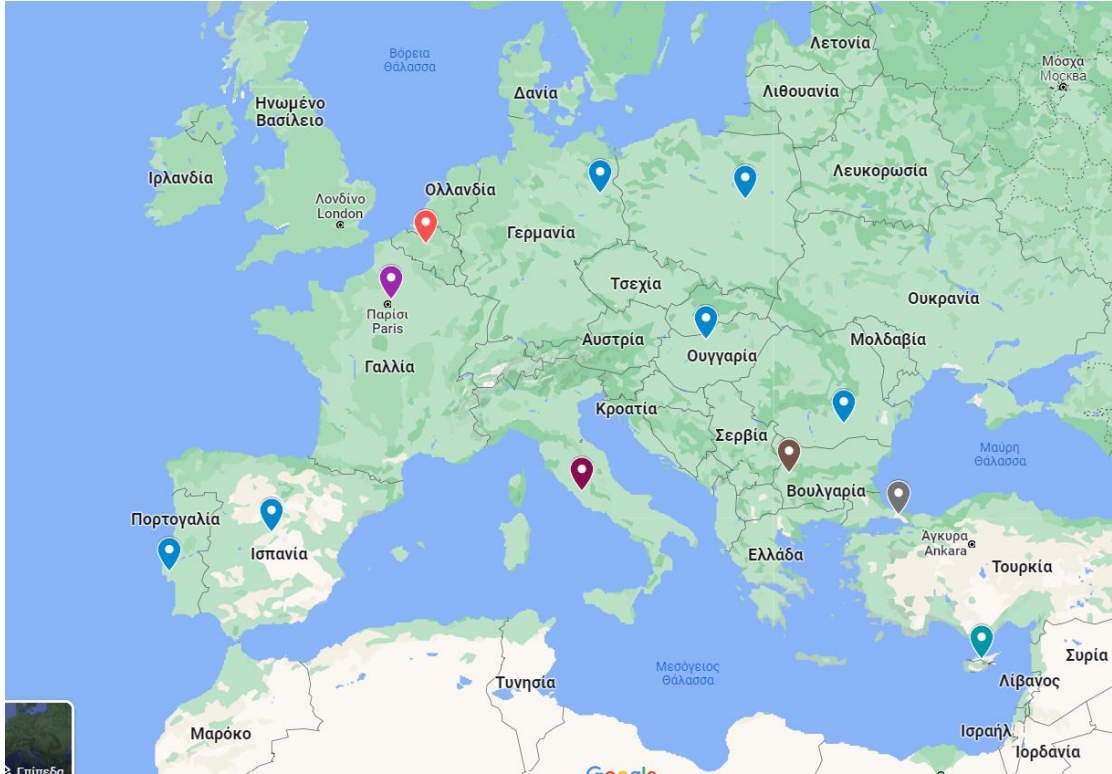 Λετονία
Βόρεια
Θάλασσα
Μόσχα
Москва
Δανία
Λιθουανία
Ηνωμένο
Βασίλειο
Ιρλανδία
Ολλανδία
Λευκορωσία
Λονδίνο
London
Γερμανία
Τσεχία
Ουκρανία
Παρίσι
Paris
Αυστρία
Μολδαβία
Ουγγαρία
Γαλλία
Κροατία
Σερβία
Μαύρη
Θάλασσα
Βουλγαρία
Πορτογαλία
Ισπανία
Άγκυρα
Ankara
Ελλάδα
Τουρκία
Μεσόγειος
Θάλασσα
Συρία
Τυνησία
Λίβανος
Μαρόκο
Ισραήλ
Ιορδανία
Google
Επίπεδα